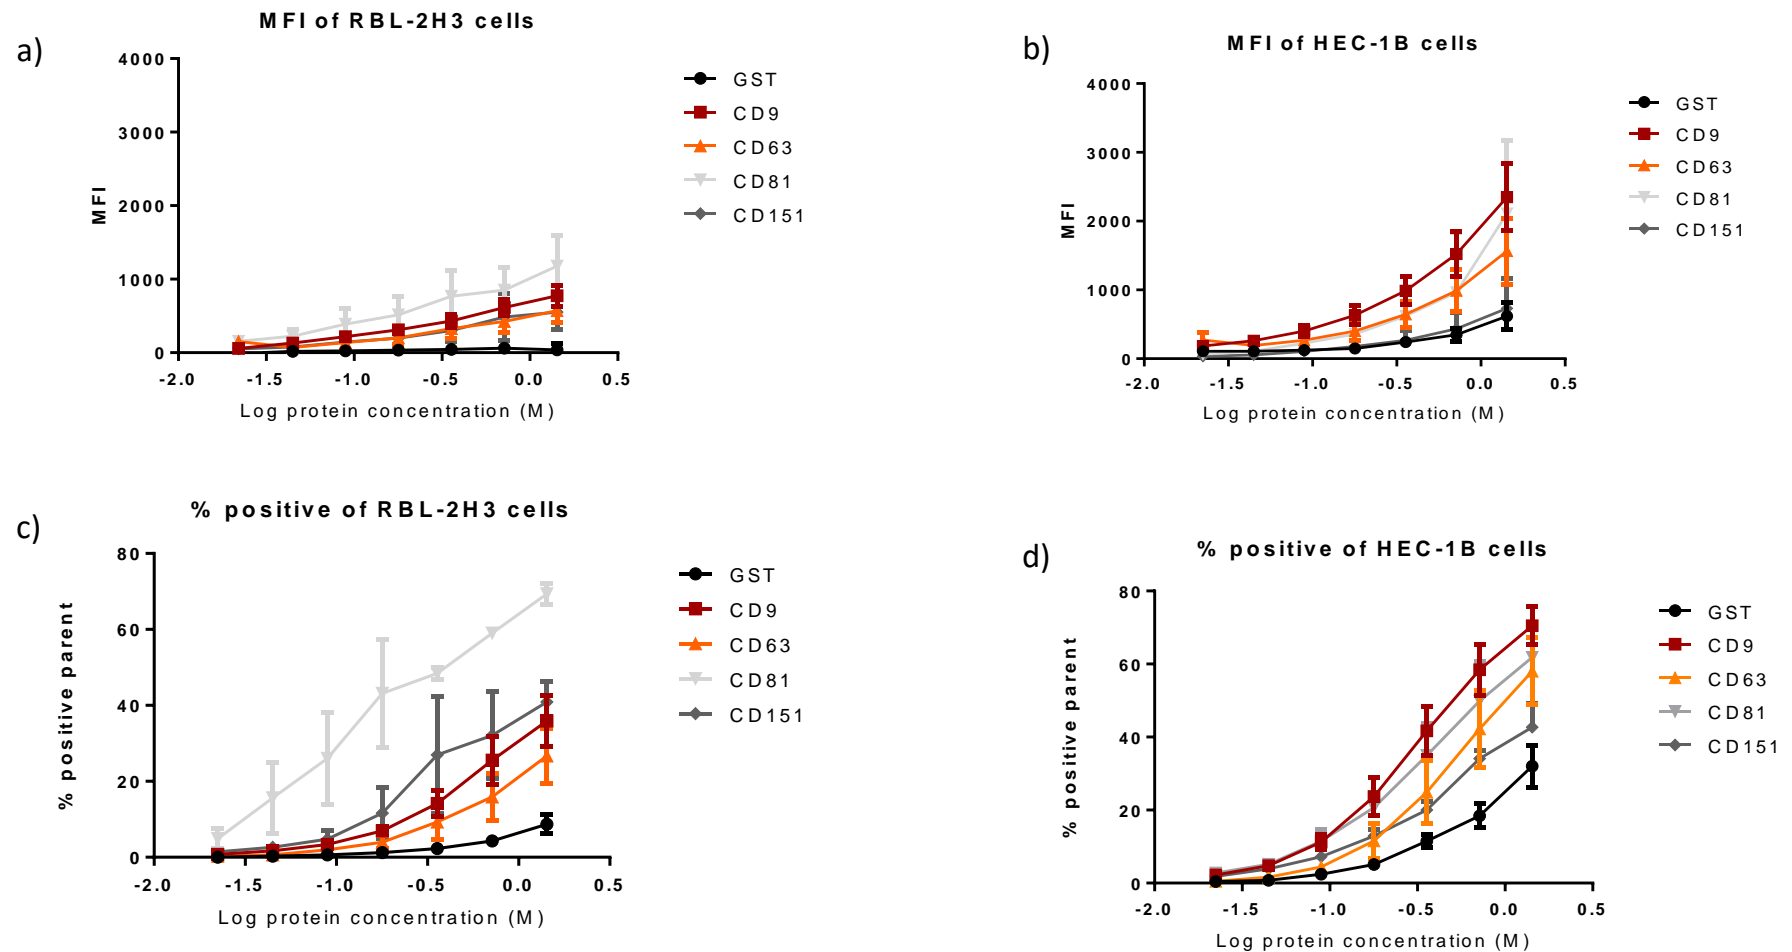 a)
MFI of RBL-2H3 cells
4000
3000
2000
1000
0
MFI
-2.0 -1.5 -1.0 -0.5 0.0 0.5
Log protein concentration (M)
GST
CD9
CD63
CD81
CD151
b)
MFI of HEC-1B cells
4000
3000
2000
1000
0
MFI
-2.0 -1.5 -1.0 -0.5 0.0 0.5
Log protein concentration (M)
GST
CD9
CD63
CD81
CD151
c)
% positive of RBL-2H3 cells
80
60
40
20
0
% positive parent
-2.0 -1.5 -1.0 -0.5 0.0 0.5
Log protein concentration (M)
GST
CD9
CD63
CD81
CD151
d)
% positive of HEC-1B cells
80
60
40
20
0
% positive parent
-2.0 -1.5 -1.0 -0.5 0.0 0.5
Log protein concentration (M)
GST
CD9
CD63
CD81
CD151